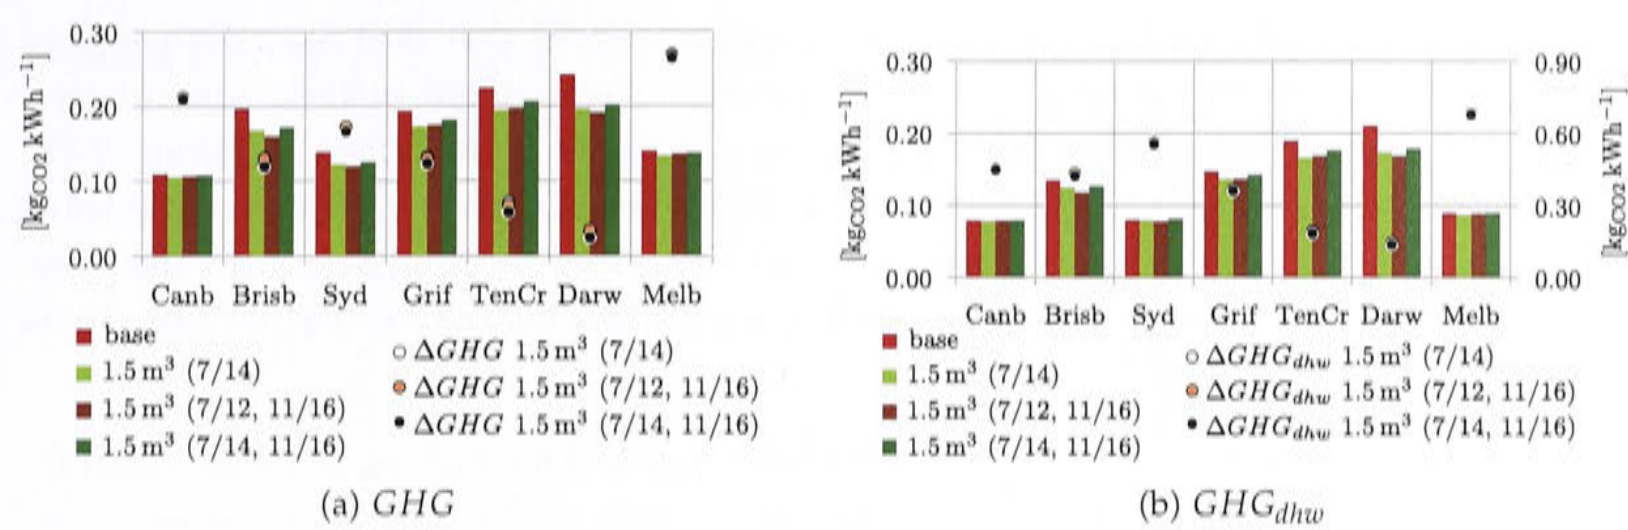 [kgCO2 kWh−1]
0.30
0.20
0.10
0.00
Canb Brisb Syd Grif TenCr Darw Melb
base
1.5 m³ (7/14)
1.5 m³ (7/12, 11/16)
1.5 m³ (7/14, 11/16)
ΔGHG 1.5 m³ (7/14)
ΔGHG 1.5 m³ (7/12, 11/16)
ΔGHG 1.5 m³ (7/14, 11/16)
(a) GHG
[kgCO2 kWh−1]
0.30
0.20
0.10
0.00
0.90
0.60
0.30
0.00
[kgCO2 kWh−1]
Canb Brisb Syd Grif TenCr Darw Melb
base
1.5 m³ (7/14)
1.5 m³ (7/12, 11/16)
1.5 m³ (7/14, 11/16)
ΔGHGdhw 1.5 m³ (7/14)
ΔGHGdhw 1.5 m³ (7/12, 11/16)
ΔGHGdhw 1.5 m³ (7/14, 11/16)
(b) GHGdhw